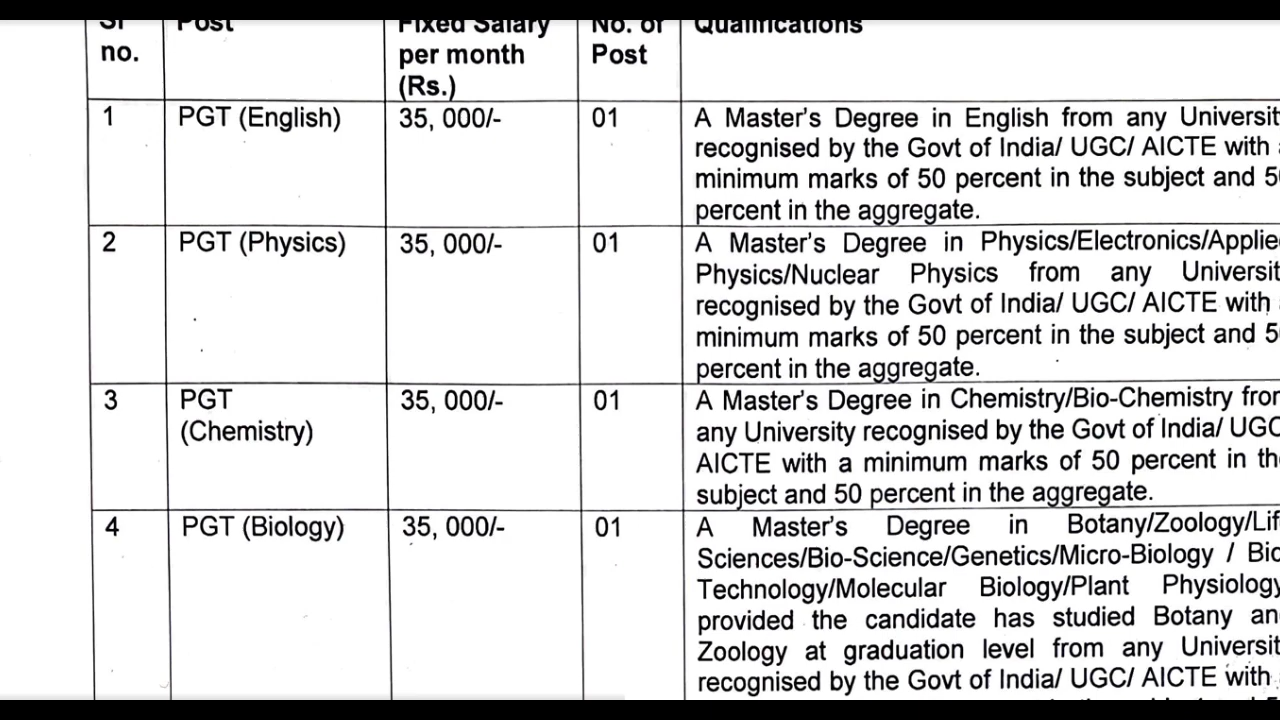 Sr Post Fixed Salary No. of Qualifications
no. per month Post
(Rs.)
1 PGT (English) 35, 000/- 01 A Master's Degree in English from any Universit
recognised by the Govt of India/ UGC/ AICTE with a
minimum marks of 50 percent in the subject and 50
percent in the aggregate.
2 PGT (Physics) 35, 000/- 01 A Master's Degree in Physics/Electronics/Applie
Physics/Nuclear Physics from any Universit
recognised by the Govt of India/ UGC/ AICTE with
minimum marks of 50 percent in the subject and 5
percent in the aggregate.
3 PGT 35, 000/- 01 A Master's Degree in Chemistry/Bio-Chemistry from
(Chemistry) any University recognised by the Govt of India/ UGC
AICTE with a minimum marks of 50 percent in the
subject and 50 percent in the aggregate.
4 PGT (Biology) 35, 000/- 01 A Master's Degree in Botany/Zoology/Lif
Sciences/Bio-Science/Genetics/Micro-Biology / Bio
Technology/Molecular Biology/Plant Physiology
provided the candidate has studied Botany an
Zoology at graduation level from any Universit
recognised by the Govt of India/ UGC/ AICTE with